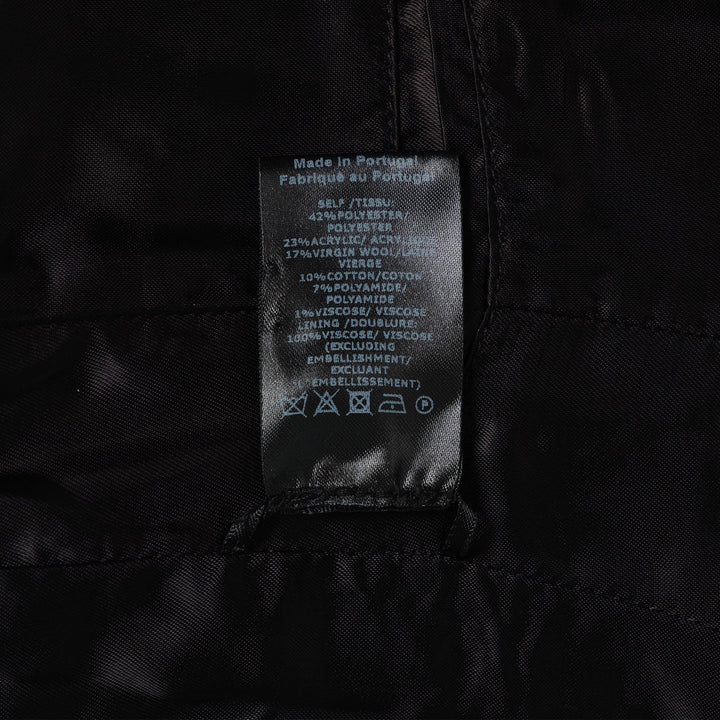 Made in Portugal
Fabriqué au Portugal
SELF /TISSU:
42%POLYESTER/
POLYESTER
23%ACRYLIC/ ACRYLIQUE
17%VIRGIN WOOL/LAINE
VIERGE
10%COTTON/COTON
7%POLYAMIDE/
POLYAMIDE
1%VISCOSE/ VISCOSE
LINING /DOUBLURE:
100%VISCOSE/ VISCOSE
(EXCLUDING
EMBELLISHMENT/
EXCLUANT
L'EMBELLISSEMENT)
P